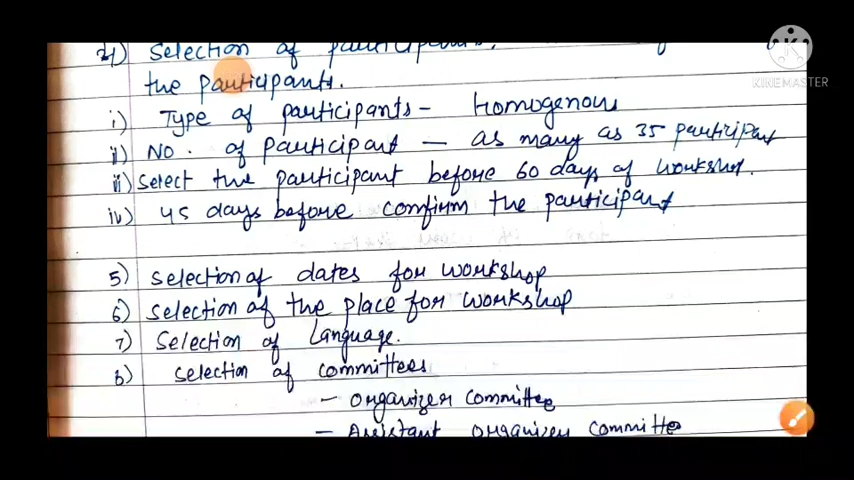 4) Selection of participants.
the participants.
i) Type of participants - Homogenous
ii) No. of participant - as many as 35 participant
iii) Select the participant before 60 days of workshop.
iv) 45 days before confirm the participant
5) selection of dates for workshop
6) selection of the place for workshop
7) selection of language.
8) selection of committees
- organizer committee
- Assistant organizer committee
KINEMASTER